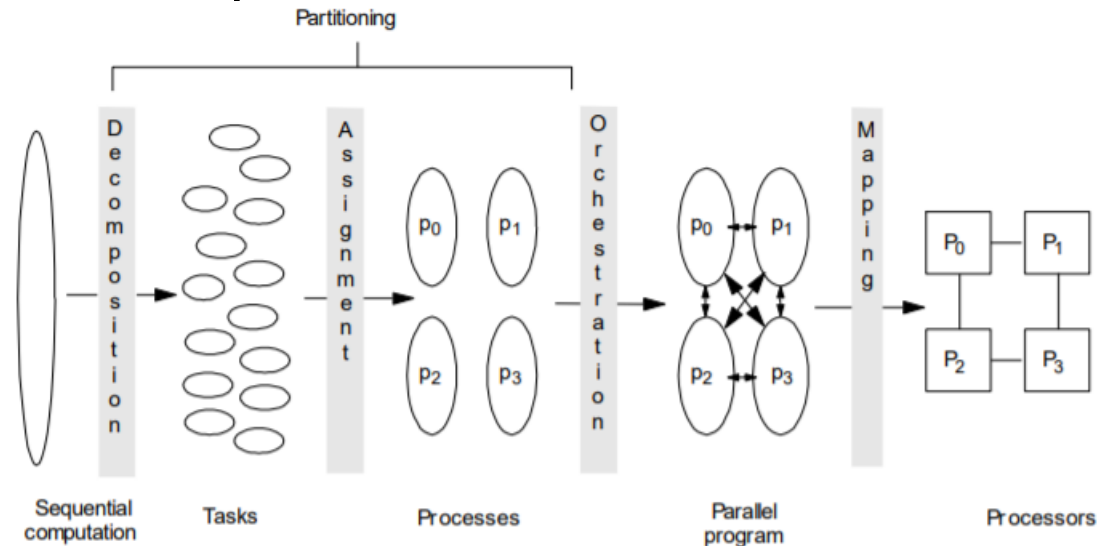 Partitioning
Decomposition
Assignment
Orchestration
Mapping
p0
p1
p2
p3
p0
p1
p2
p3
P0
P1
P2
P3
Sequential
computation
Tasks
Processes
Parallel
program
Processors